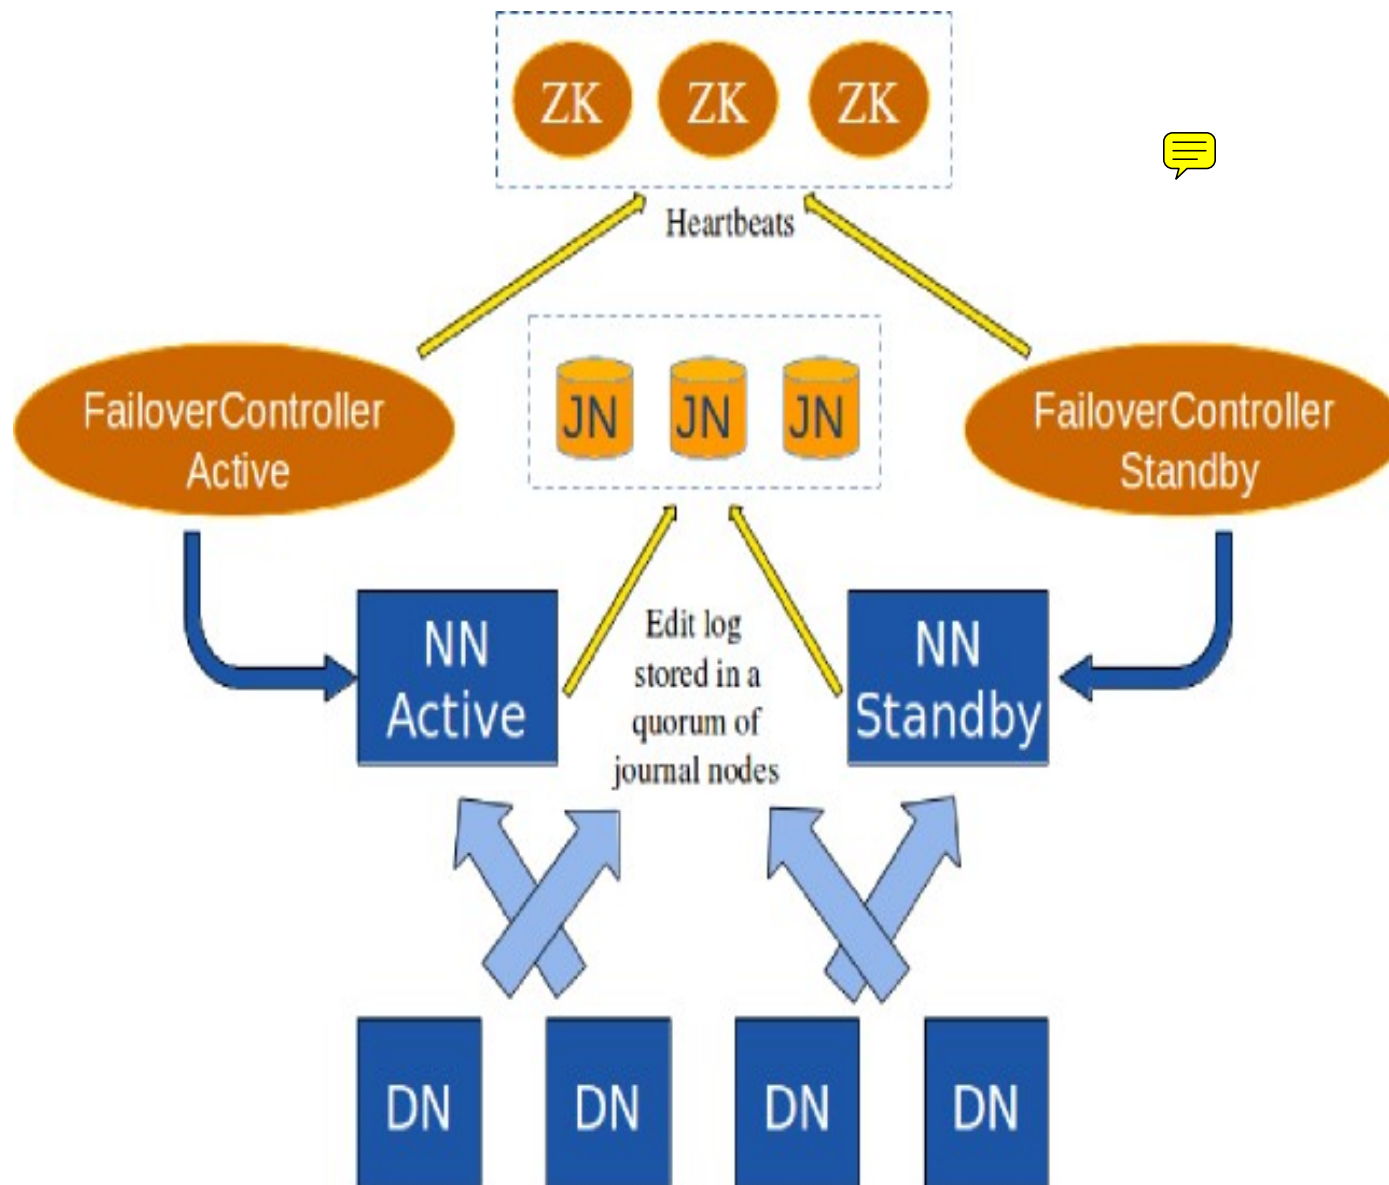 ZK ZK ZK
Heartbeats
FailoverController
Active
JN JN JN
FailoverController
Standby
NN
Active
Edit log
stored in a
quorum of
journal nodes
NN
Standby
DN DN DN DN